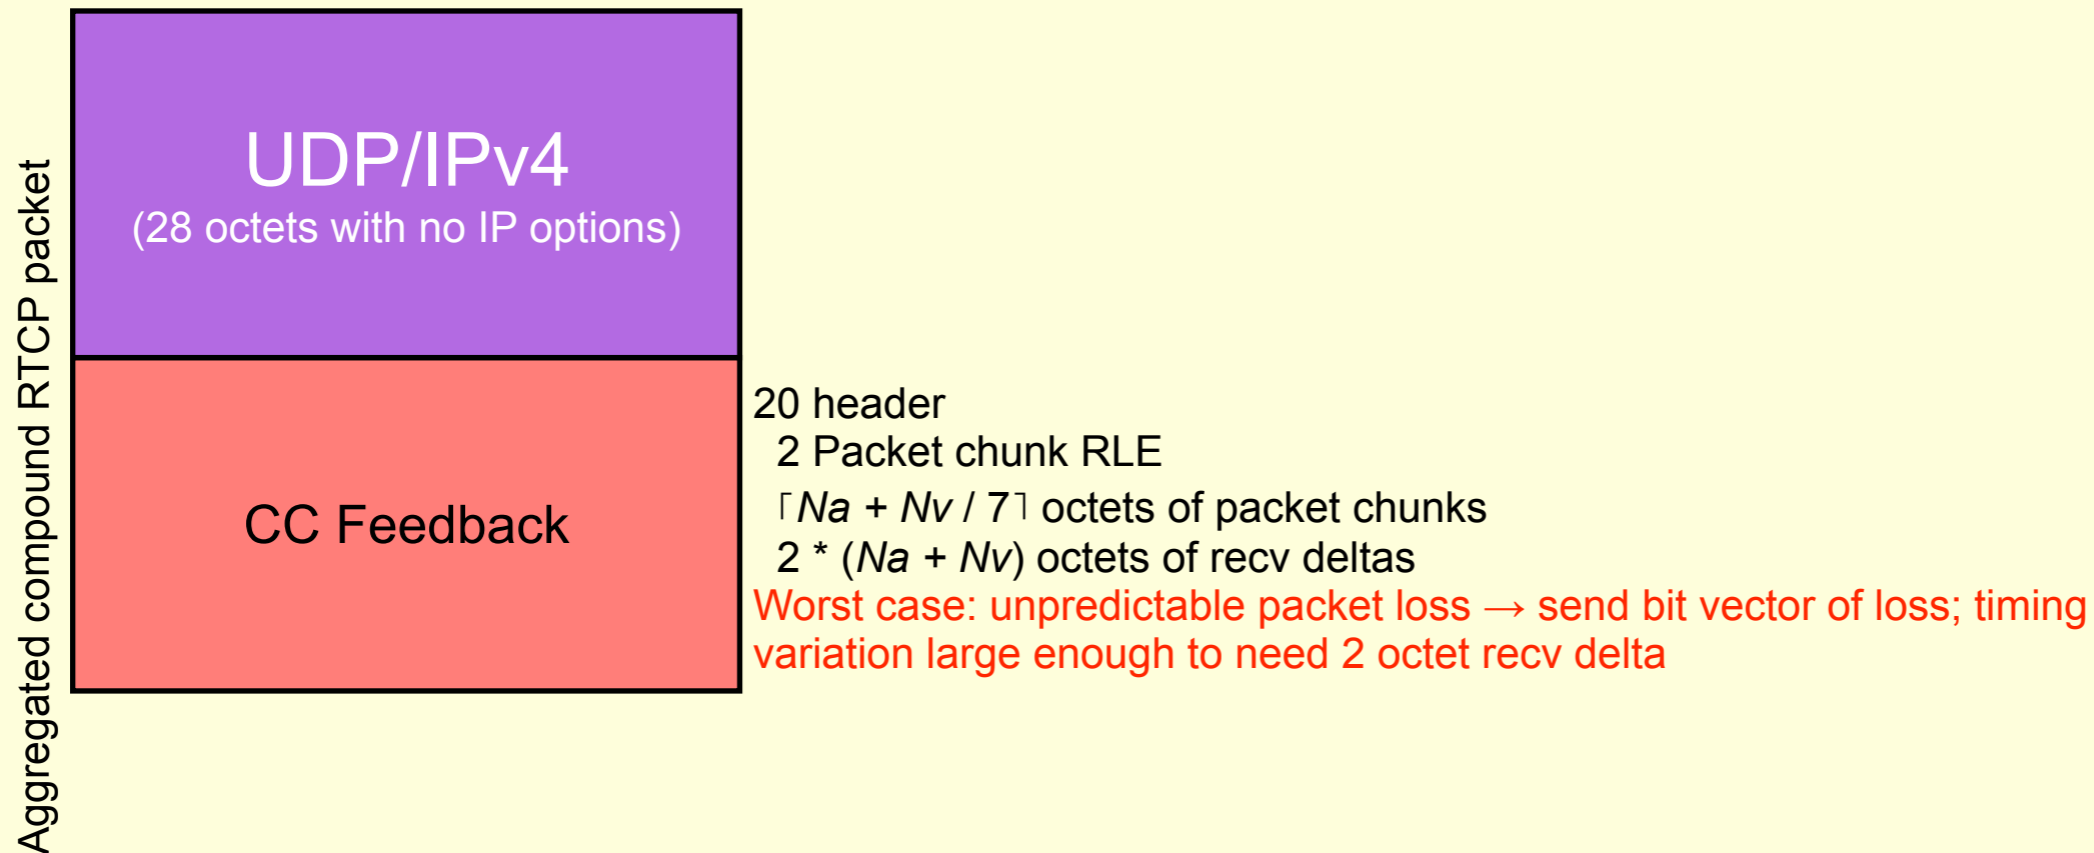 Aggregated compound RTCP packet
UDP/IPv4
(28 octets with no IP options)
CC Feedback
20 header
2 Packet chunk RLE
⌈Na + Nv / 7⌉ octets of packet chunks
2 * (Na + Nv) octets of recv deltas
Worst case: unpredictable packet loss → send bit vector of loss; timing
variation large enough to need 2 octet recv delta